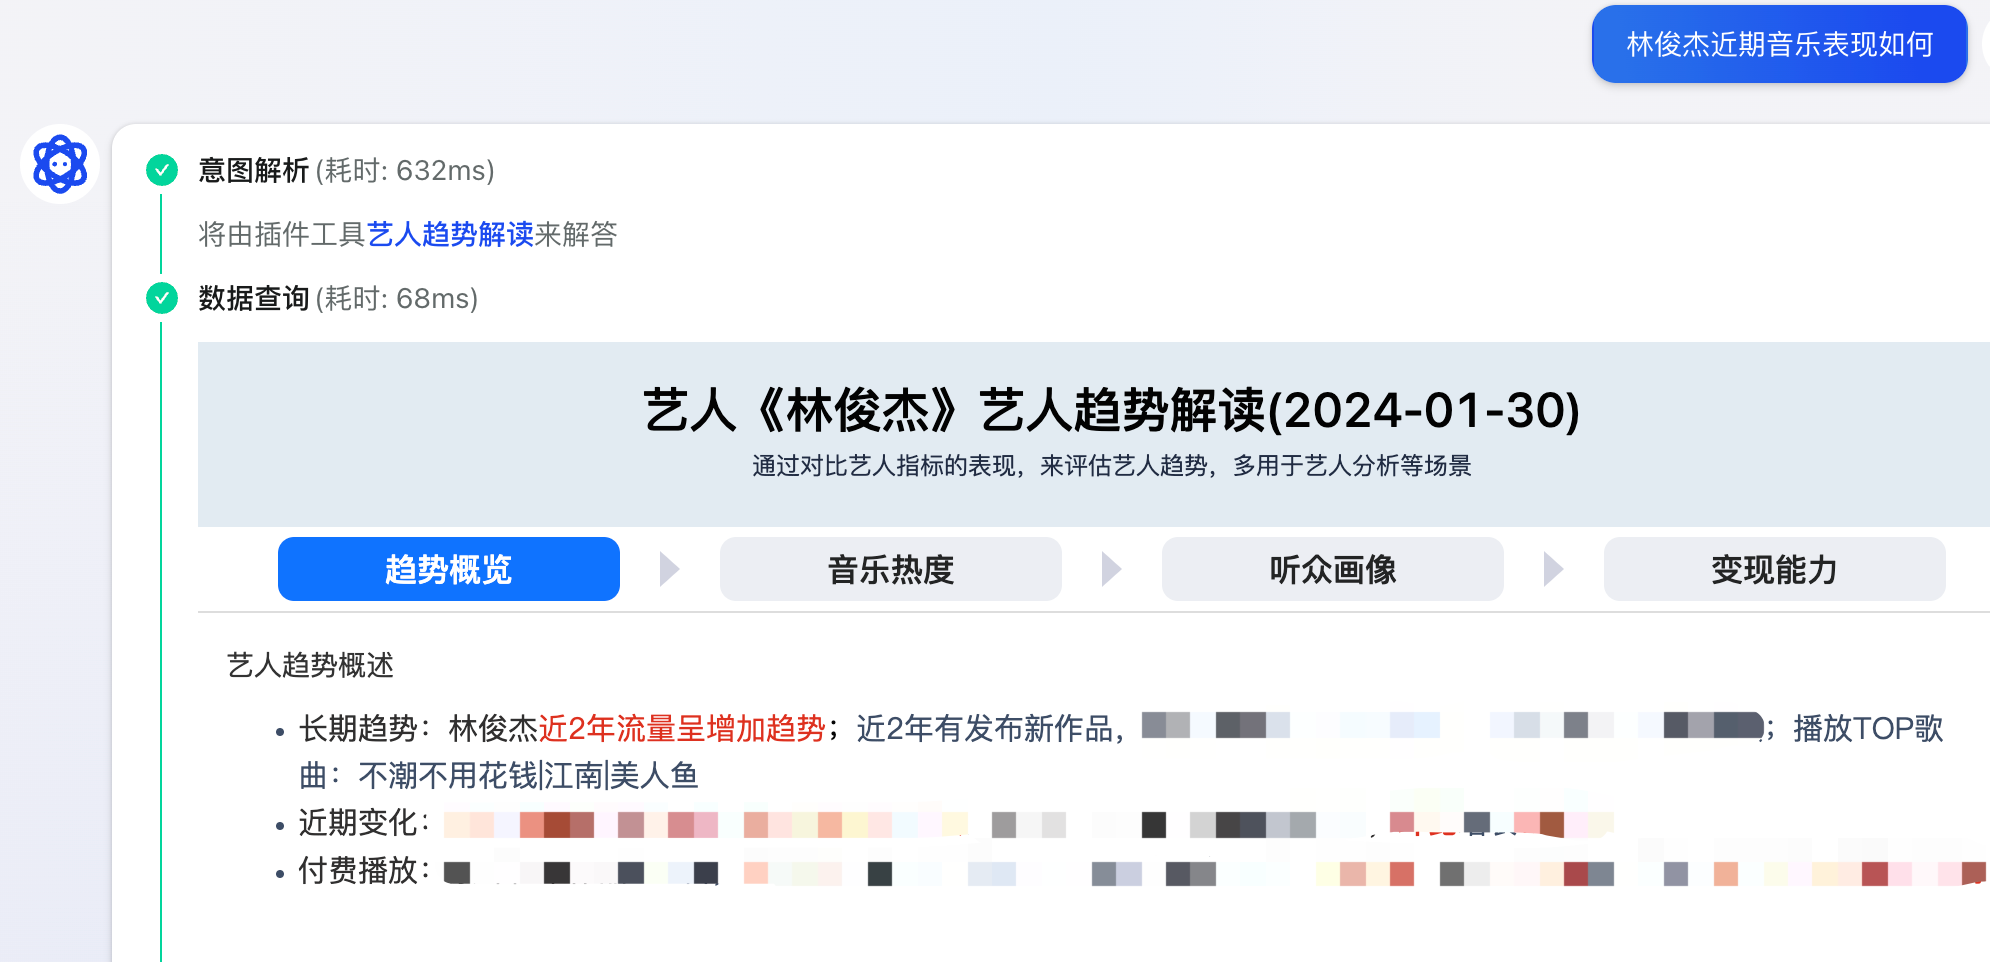 林俊杰近期音乐表现如何
意图解析 (耗时: 632ms)
将由插件工具艺人趋势解读来解答
数据查询 (耗时: 68ms)
艺人《林俊杰》艺人趋势解读(2024-01-30)
通过对比艺人指标的表现，来评估艺人趋势，多用于艺人分析等场景
趋势概览
音乐热度
听众画像
变现能力
艺人趋势概述
• 长期趋势：林俊杰近2年流量呈增加趋势；近2年有发布新作品，；播放TOP歌
曲：不潮不用花钱|江南|美人鱼
• 近期变化：
• 付费播放：